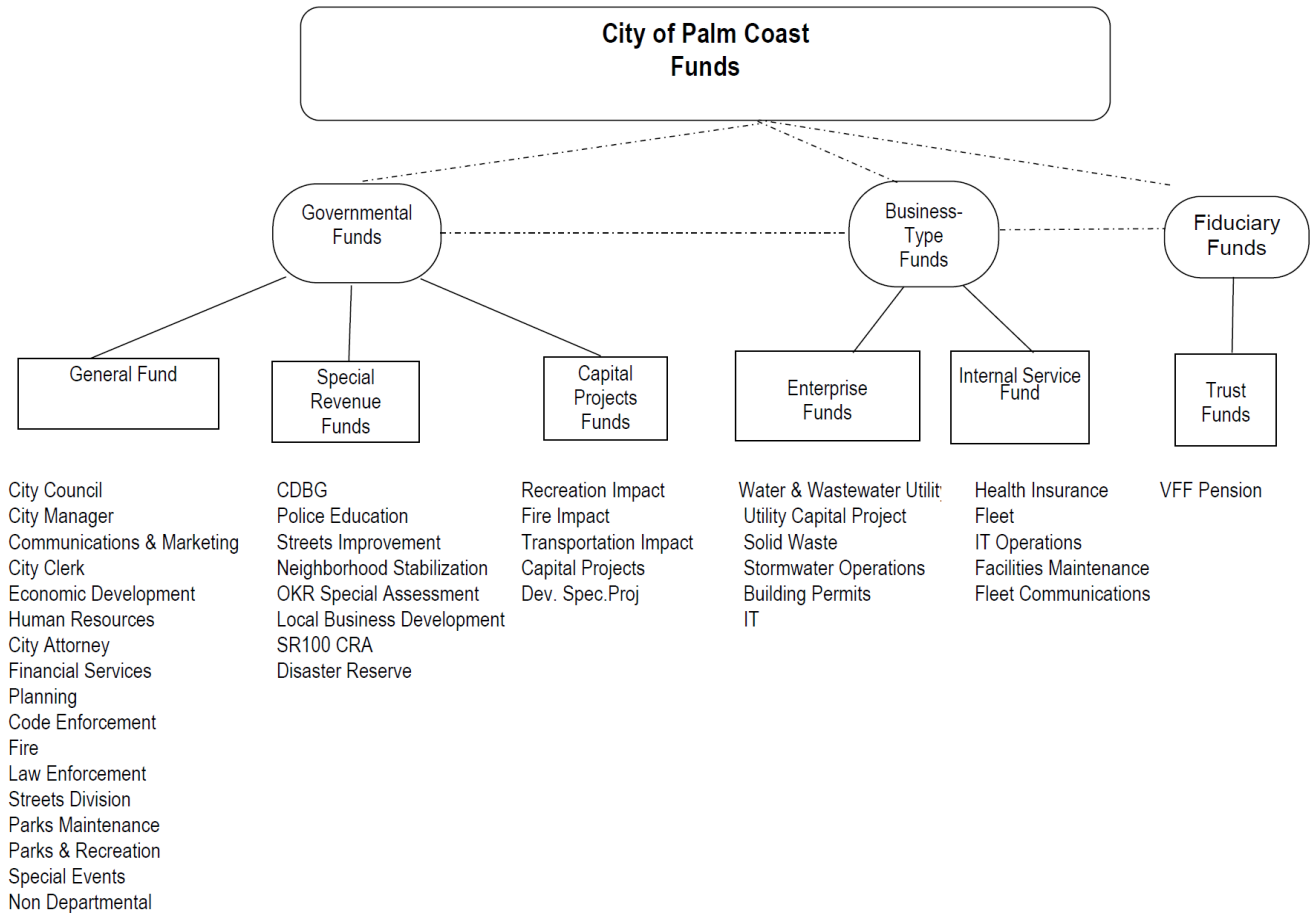 City of Palm Coast
Funds
Governmental
Funds
Business-
Type
Funds
Fiduciary
Funds
General Fund
Special
Revenue
Funds
Capital
Projects
Funds
Enterprise
Funds
Internal Service
Fund
Trust
Funds
City Council
City Manager
Communications & Marketing
City Clerk
Economic Development
Human Resources
City Attorney
Financial Services
Planning
Code Enforcement
Fire
Law Enforcement
Streets Division
Parks Maintenance
Parks & Recreation
Special Events
Non Departmental
CDBG
Police Education
Streets Improvement
Neighborhood Stabilization
OKR Special Assessment
Local Business Development
SR100 CRA
Disaster Reserve
Recreation Impact
Fire Impact
Transportation Impact
Capital Projects
Dev. Spec.Proj
Water & Wastewater Utility
Utility Capital Project
Solid Waste
Stormwater Operations
Building Permits
IT
Health Insurance
Fleet
IT Operations
Facilities Maintenance
Fleet Communications
VFF Pension